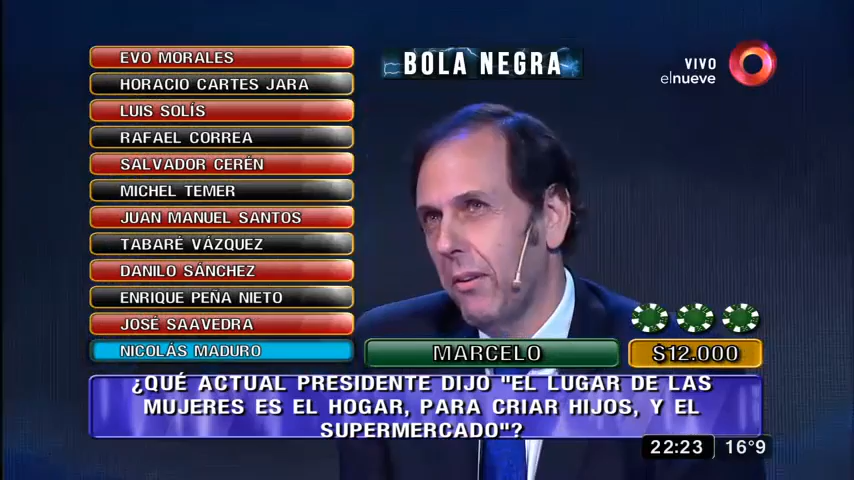 EVO MORALES
HORACIO CARTES JARA
LUIS SOLÍS
RAFAEL CORREA
SALVADOR CERÉN
MICHEL TEMER
JUAN MANUEL SANTOS
TABARÉ VÁZQUEZ
DANILO SÁNCHEZ
ENRIQUE PEÑA NIETO
JOSÉ SAAVEDRA
NICOLÁS MADURO
BOLA NEGRA
VIVO
elnueve
MARCELO
$12.000
¿QUÉ ACTUAL PRESIDENTE DIJO "EL LUGAR DE LAS
MUJERES ES EL HOGAR, PARA CRIAR HIJOS, Y EL
SUPERMERCADO"?
22:23
16°9